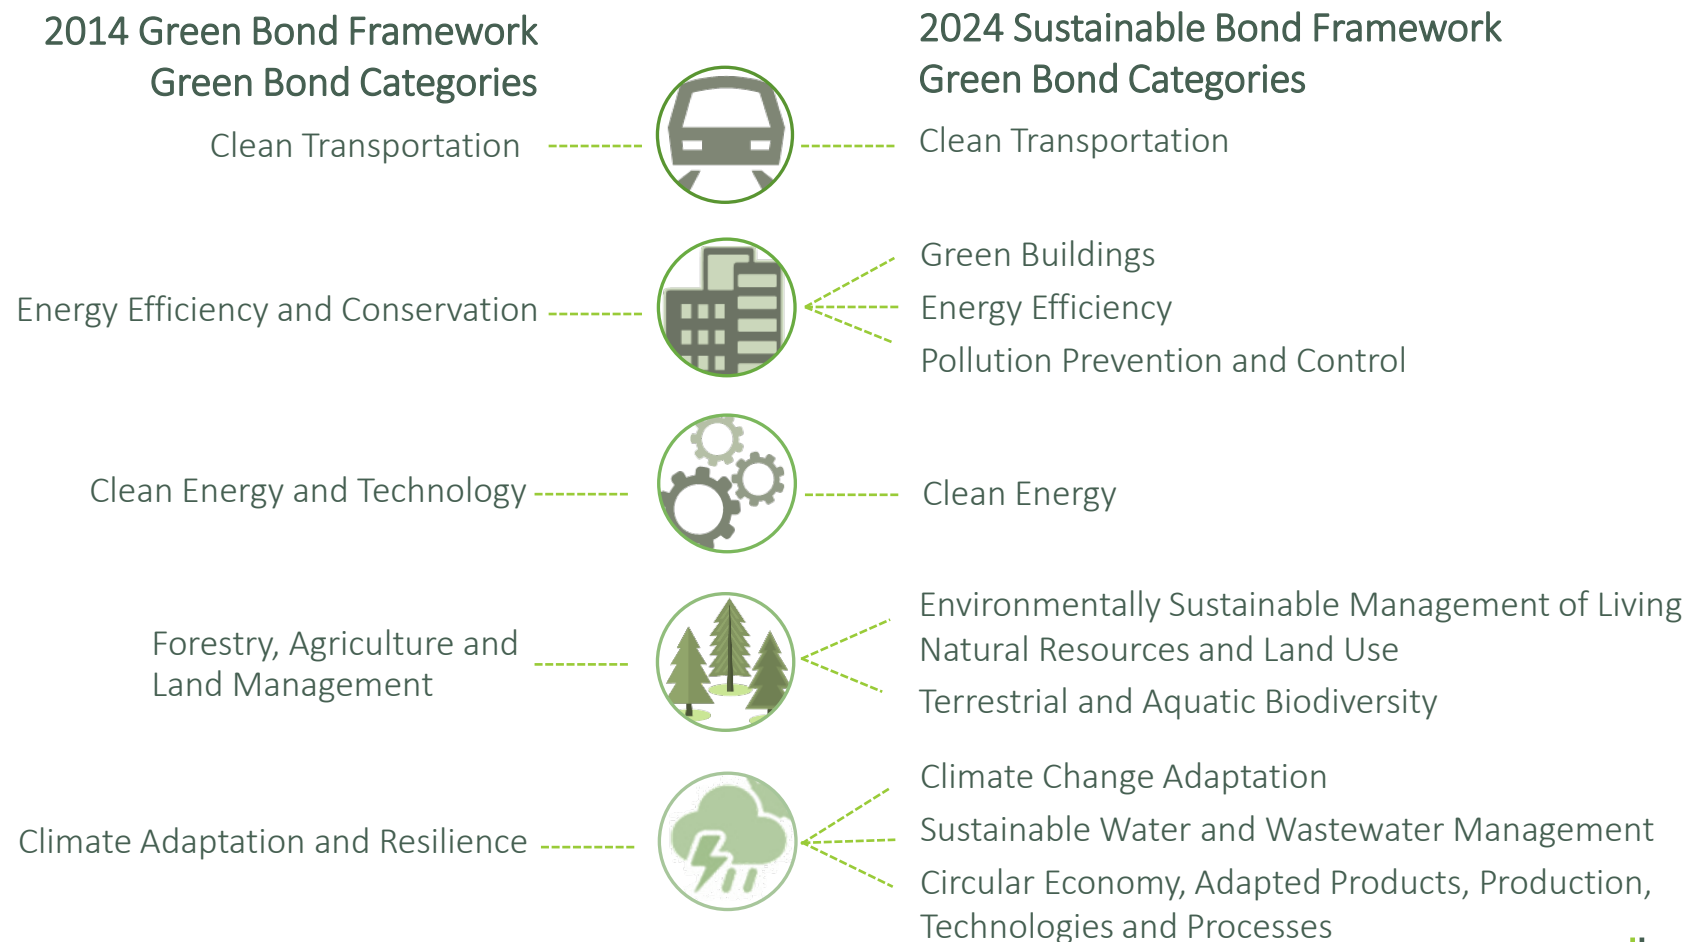 2014 Green Bond Framework
Green Bond Categories
2024 Sustainable Bond Framework
Green Bond Categories
Clean Transportation
Clean Transportation
Energy Efficiency and Conservation
Green Buildings
Energy Efficiency
Pollution Prevention and Control
Clean Energy and Technology
Clean Energy
Forestry, Agriculture and
Land Management
Environmentally Sustainable Management of Living
Natural Resources and Land Use
Terrestrial and Aquatic Biodiversity
Climate Adaptation and Resilience
Climate Change Adaptation
Sustainable Water and Wastewater Management
Circular Economy, Adapted Products, Production,
Technologies and Processes